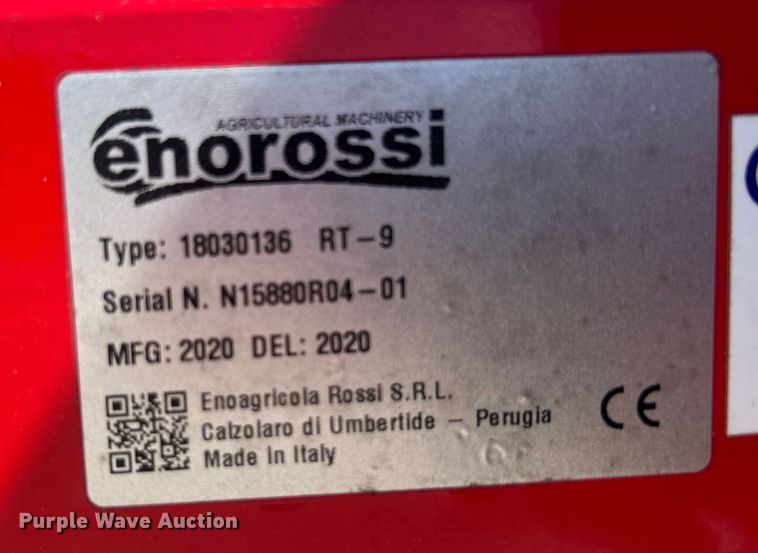 AGRICULTURAL MACHINERY
enorossi
Type: 18030136 RT-9
Serial N. N15880R04-01
MFG: 2020 DEL: 2020
Enoagricola Rossi S.R.L.
Calzolaro di Umbertide - Perugia
Made in Italy
CE
Purple Wave Auction